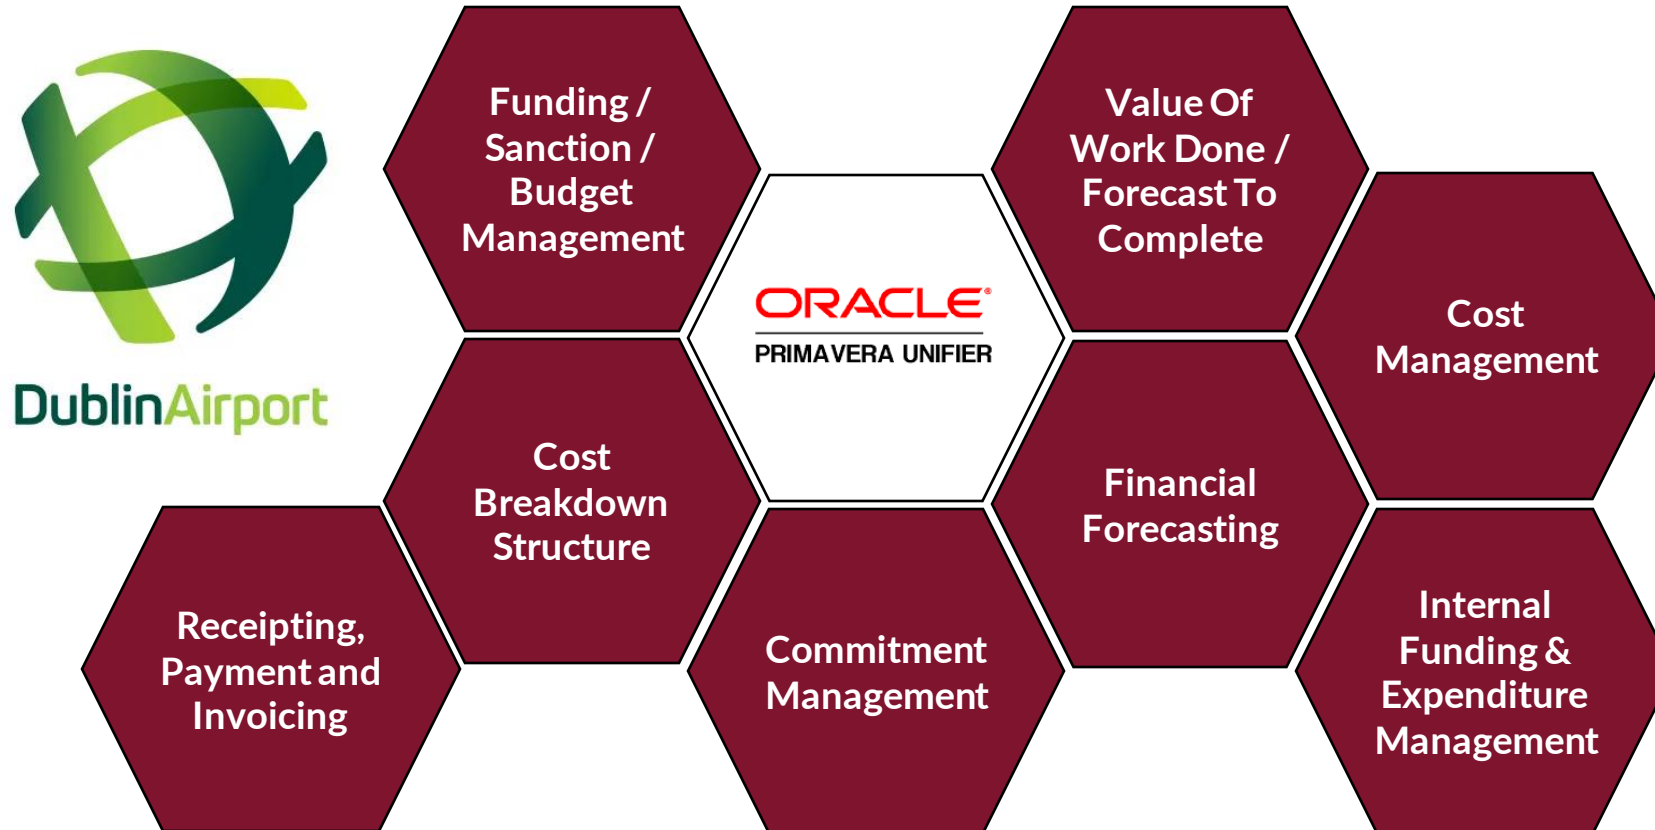 DublinAirport
Funding /
Sanction /
Budget
Management
ORACLE®
PRIMAVERA UNIFIER
Value Of
Work Done /
Forecast To
Complete
Cost
Management
Cost
Breakdown
Structure
Financial
Forecasting
Receipting,
Payment and
Invoicing
Commitment
Management
Internal
Funding &
Expenditure
Management